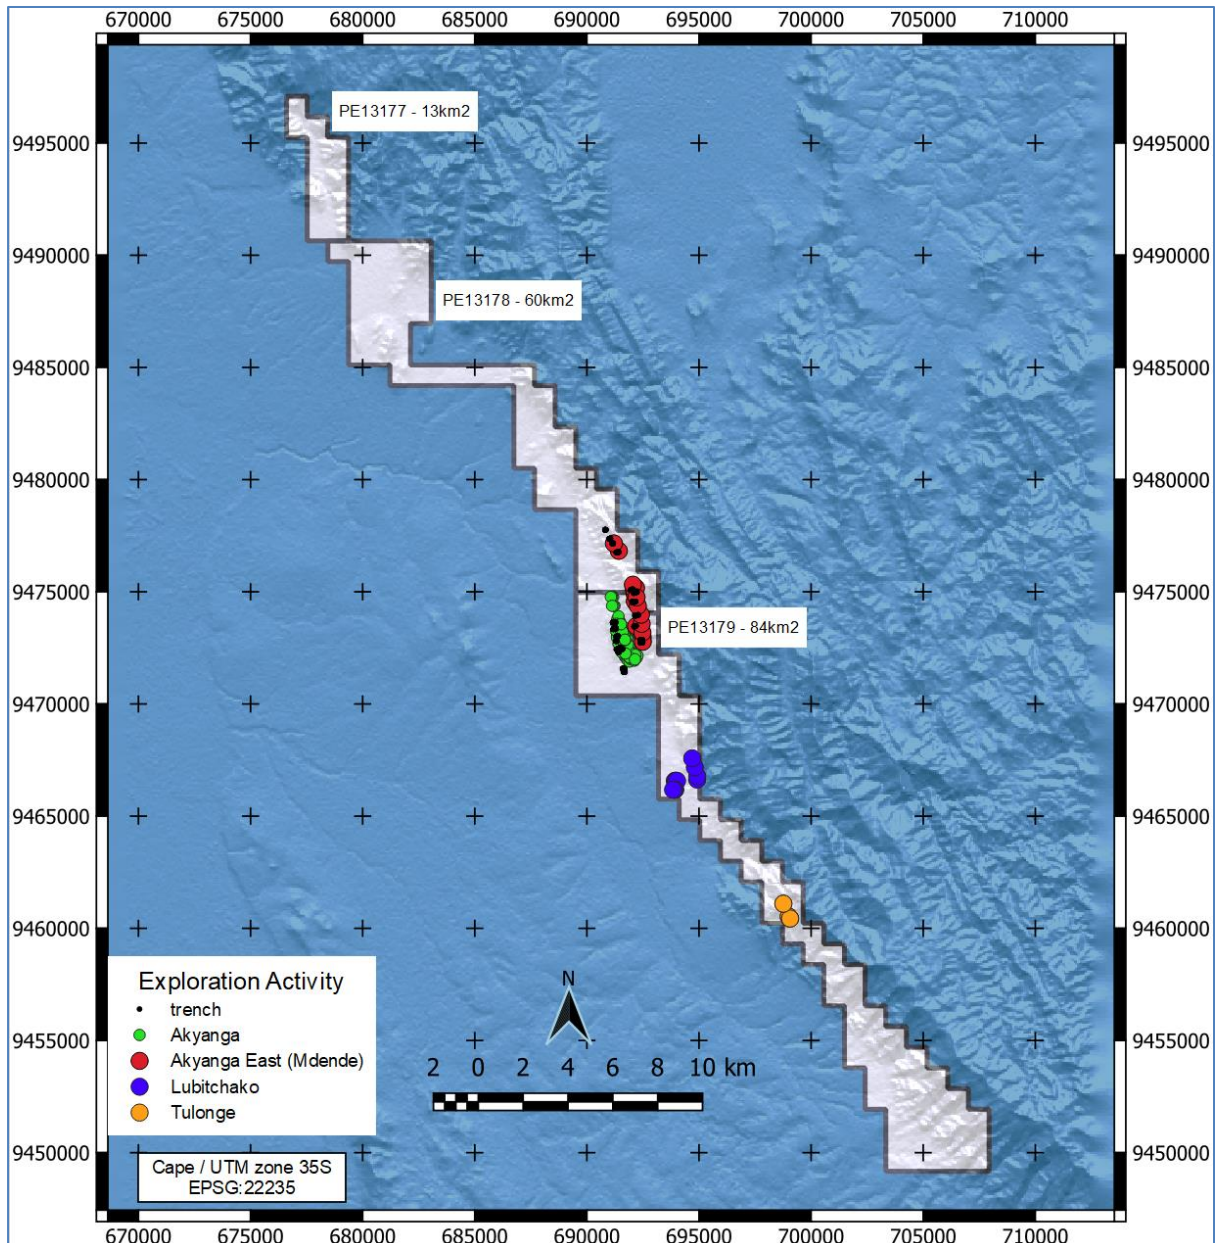 670000 675000 680000 685000 690000 695000 700000 705000 710000
9495000 9495000
PE13177 - 13km2
9490000 9490000
PE13178 - 60km2
9485000 9485000
9480000 9480000
9475000 9475000
PE13179 - 84km2
9470000 9470000
9465000 9465000
9460000 9460000
Exploration Activity
trench
Akyanga
Akyanga East (Mdende)
Lubitchako
Tulonge
N
2 0 2 4 6 8 10 km
9455000 9455000
9450000 9450000
Cape / UTM zone 35S
EPSG:22235
670000 675000 680000 685000 690000 695000 700000 705000 710000